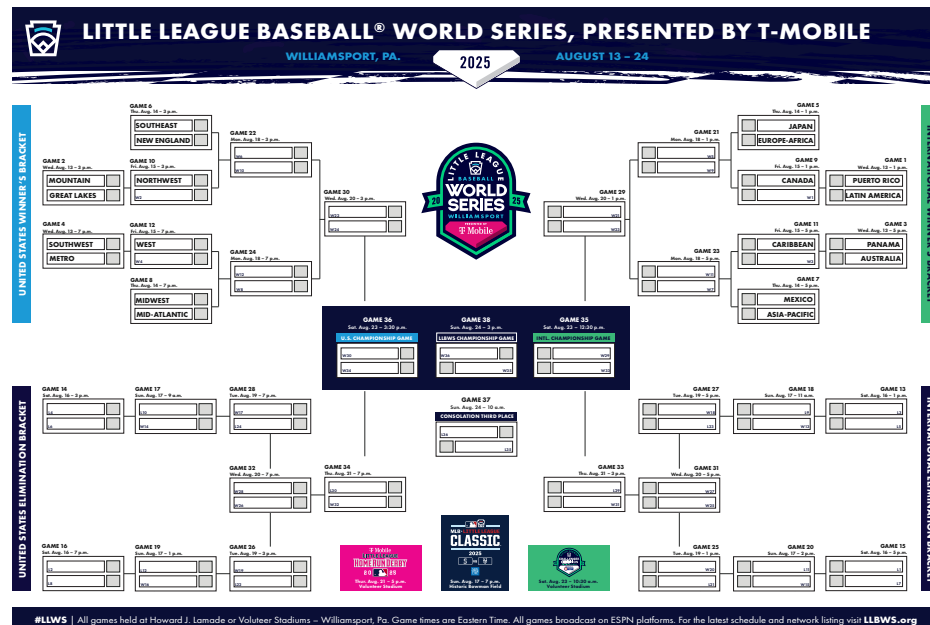 LITTLE LEAGUE BASEBALL® WORLD SERIES, PRESENTED BY T-MOBILE
WILLIAMSPORT, PA.
2025
AUGUST 13 – 24
UNITED STATES WINNER'S BRACKET
GAME 6
Thu. Aug. 14 – 3 p.m.
SOUTHEAST
NEW ENGLAND
GAME 22
Mon. Aug. 18 – 3 p.m.
GAME 2
Wed. Aug. 13 – 3 p.m.
MOUNTAIN
GREAT LAKES
GAME 10
Fri. Aug. 15 – 3 p.m.
NORTHWEST
W2
GAME 30
Wed. Aug. 20 – 3 p.m.
W22
W24
GAME 4
Wed. Aug. 13 – 7 p.m.
SOUTHWEST
METRO
GAME 12
Fri. Aug. 15 – 7 p.m.
WEST
W4
GAME 24
Mon. Aug. 18 – 7 p.m.
W12
W8
GAME 8
Thu. Aug. 14 – 7 p.m.
MIDWEST
MID-ATLANTIC
LITTLE LEAGUE
BASEBALL
WORLD
SERIES
20 25
WILLIAMSPORT
T Mobile
GAME 5
Thu. Aug. 14 – 1 p.m.
JAPAN
EUROPE-AFRICA
GAME 21
Mon. Aug. 18 – 1 p.m.
GAME 9
Fri. Aug. 15 – 1 p.m.
CANADA
W1
GAME 1
Wed. Aug. 13 – 1 p.m.
PUERTO RICO
LATIN AMERICA
GAME 29
Wed. Aug. 20 – 1 p.m.
W21
W23
GAME 11
Fri. Aug. 15 – 5 p.m.
CARIBBEAN
W3
GAME 3
Wed. Aug. 13 – 5 p.m.
PANAMA
AUSTRALIA
GAME 23
Mon. Aug. 18 – 5 p.m.
W11
W7
GAME 7
Thu. Aug. 14 – 5 p.m.
MEXICO
ASIA-PACIFIC
GAME 36
Sat. Aug. 23 – 3:30 p.m.
U.S. CHAMPIONSHIP GAME
W30
W34
GAME 38
Sun. Aug. 24 – 3 p.m.
LLBWS CHAMPIONSHIP GAME
W36
W35
GAME 35
Sat. Aug. 23 – 12:30 p.m.
INTL. CHAMPIONSHIP GAME
W29
W33
GAME 37
Sun. Aug. 24 – 10 a.m.
CONSOLATION THIRD PLACE
L36
L35
UNITED STATES ELIMINATION BRACKET
GAME 14
Sat. Aug. 16 – 3 p.m.
GAME 17
Sun. Aug. 17 – 9 a.m.
L10
W14
GAME 28
Tue. Aug. 19 – 7 p.m.
W17
L24
GAME 32
Wed. Aug. 20 – 7 p.m.
W28
W26
GAME 34
Thu. Aug. 21 – 7 p.m.
L30
W32
GAME 16
Sat. Aug. 16 – 7 p.m.
L2
L8
GAME 19
Sun. Aug. 17 – 1 p.m.
L12
W16
GAME 26
Tue. Aug. 19 – 3 p.m.
W19
L22
GAME 27
Tue. Aug. 19 – 5 p.m.
W18
L23
GAME 18
Sun. Aug. 17 – 11 a.m.
L9
W13
GAME 13
Sat. Aug. 16 – 1 p.m.
L3
L5
GAME 33
Thu. Aug. 21 – 3 p.m.
L29
W31
GAME 31
Wed. Aug. 20 – 5 p.m.
W27
W25
GAME 25
Tue. Aug. 19 – 1 p.m.
W20
L21
GAME 20
Sun. Aug. 17 – 3 p.m.
L11
W15
GAME 15
Sat. Aug. 16 – 5 p.m.
L1
L7
T Mobile
HOME RUN DERBY
Thur. Aug. 21 – 5 p.m.
Volunteer Stadium
MLB LITTLE LEAGUE
CLASSIC
2025
Sun. Aug. 17 – 7 p.m.
Historic Bowman Field
Sat. Aug. 23 – 10:30 a.m.
Volunteer Stadium
#LLWS | All games held at Howard J. Lamade or Voluteer Stadiums – Williamsport, Pa. Game times are Eastern Time. All games broadcast on ESPN platforms. For the latest schedule and network listing visit LLBWS.org